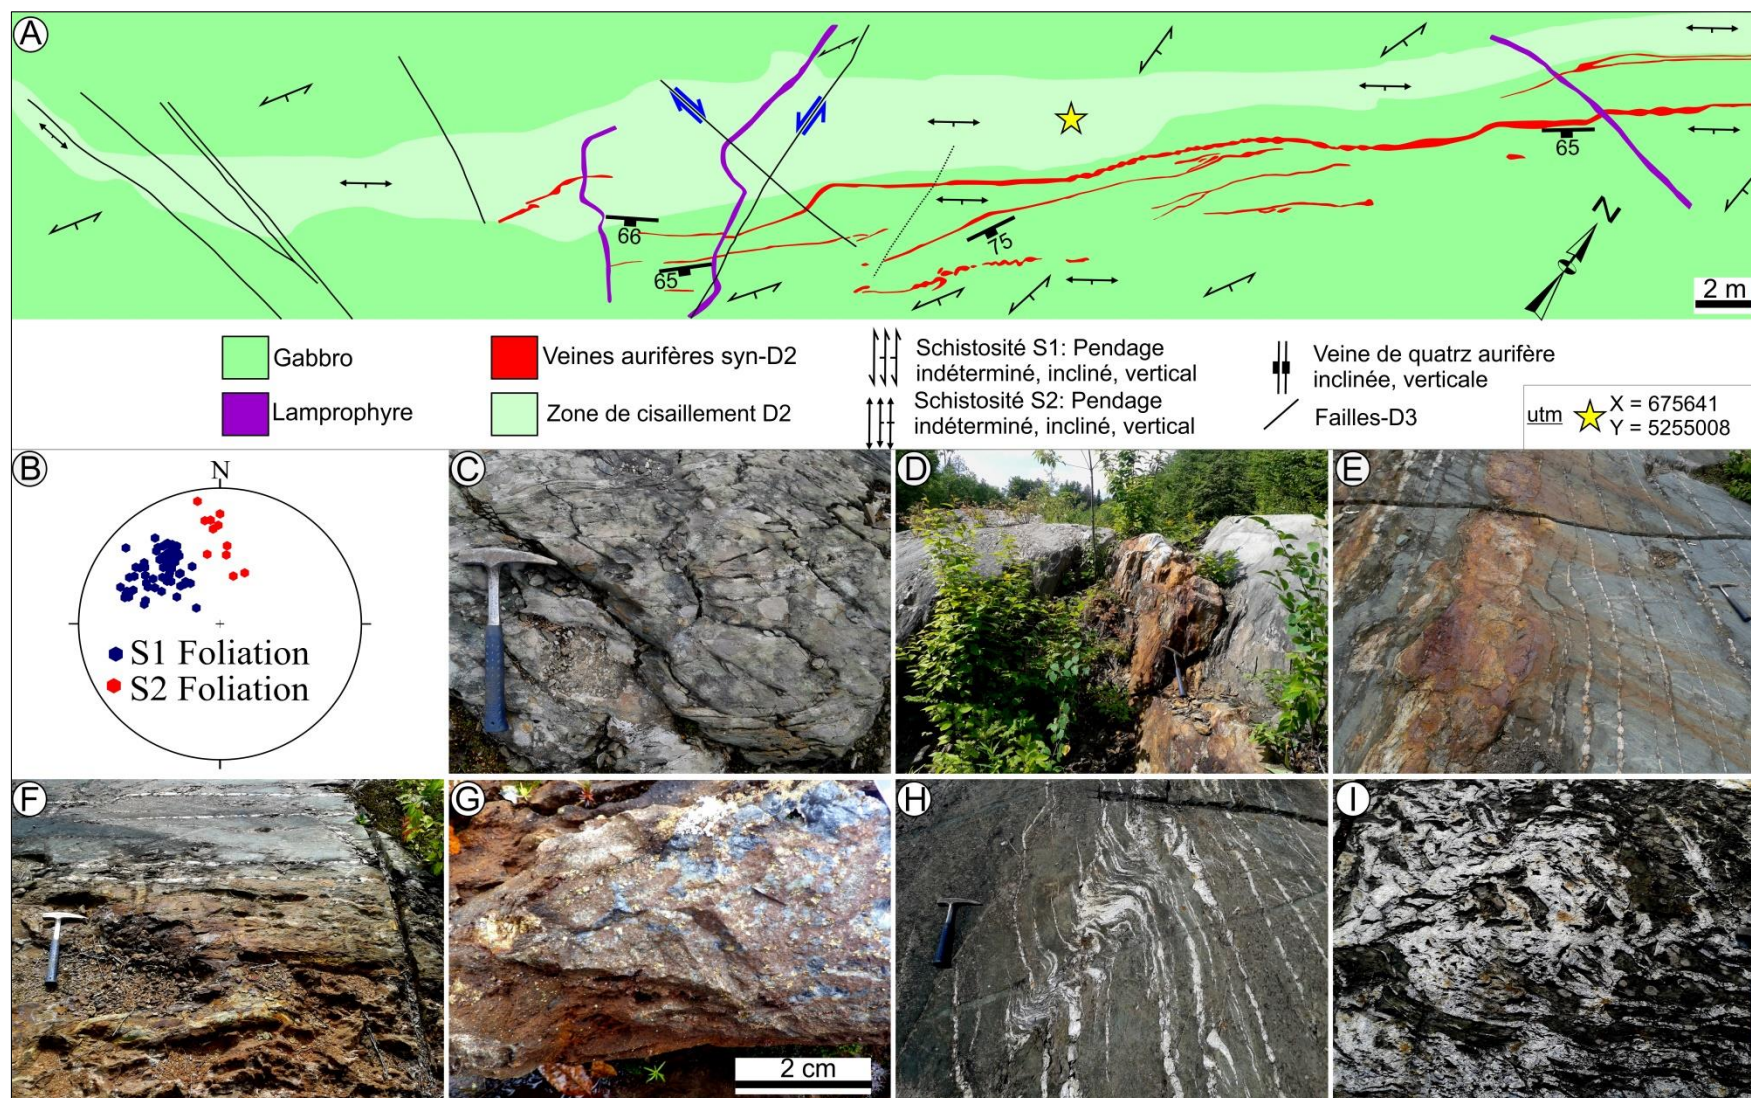 A
66
65
75
65
N
2 m
Gabbro
Lamprophyre
Veines aurifères syn-D2
Zone de cisaillement D2
Schistosité S1: Pendage
indéterminé, incliné, vertical
Schistosité S2: Pendage
indéterminé, incliné, vertical
Veine de quatrz aurifère
inclinée, verticale
Failles-D3
utm
X = 675641
Y = 5255008
B
N
S1 Foliation
S2 Foliation
C
D
E
F
G
2 cm
H
I